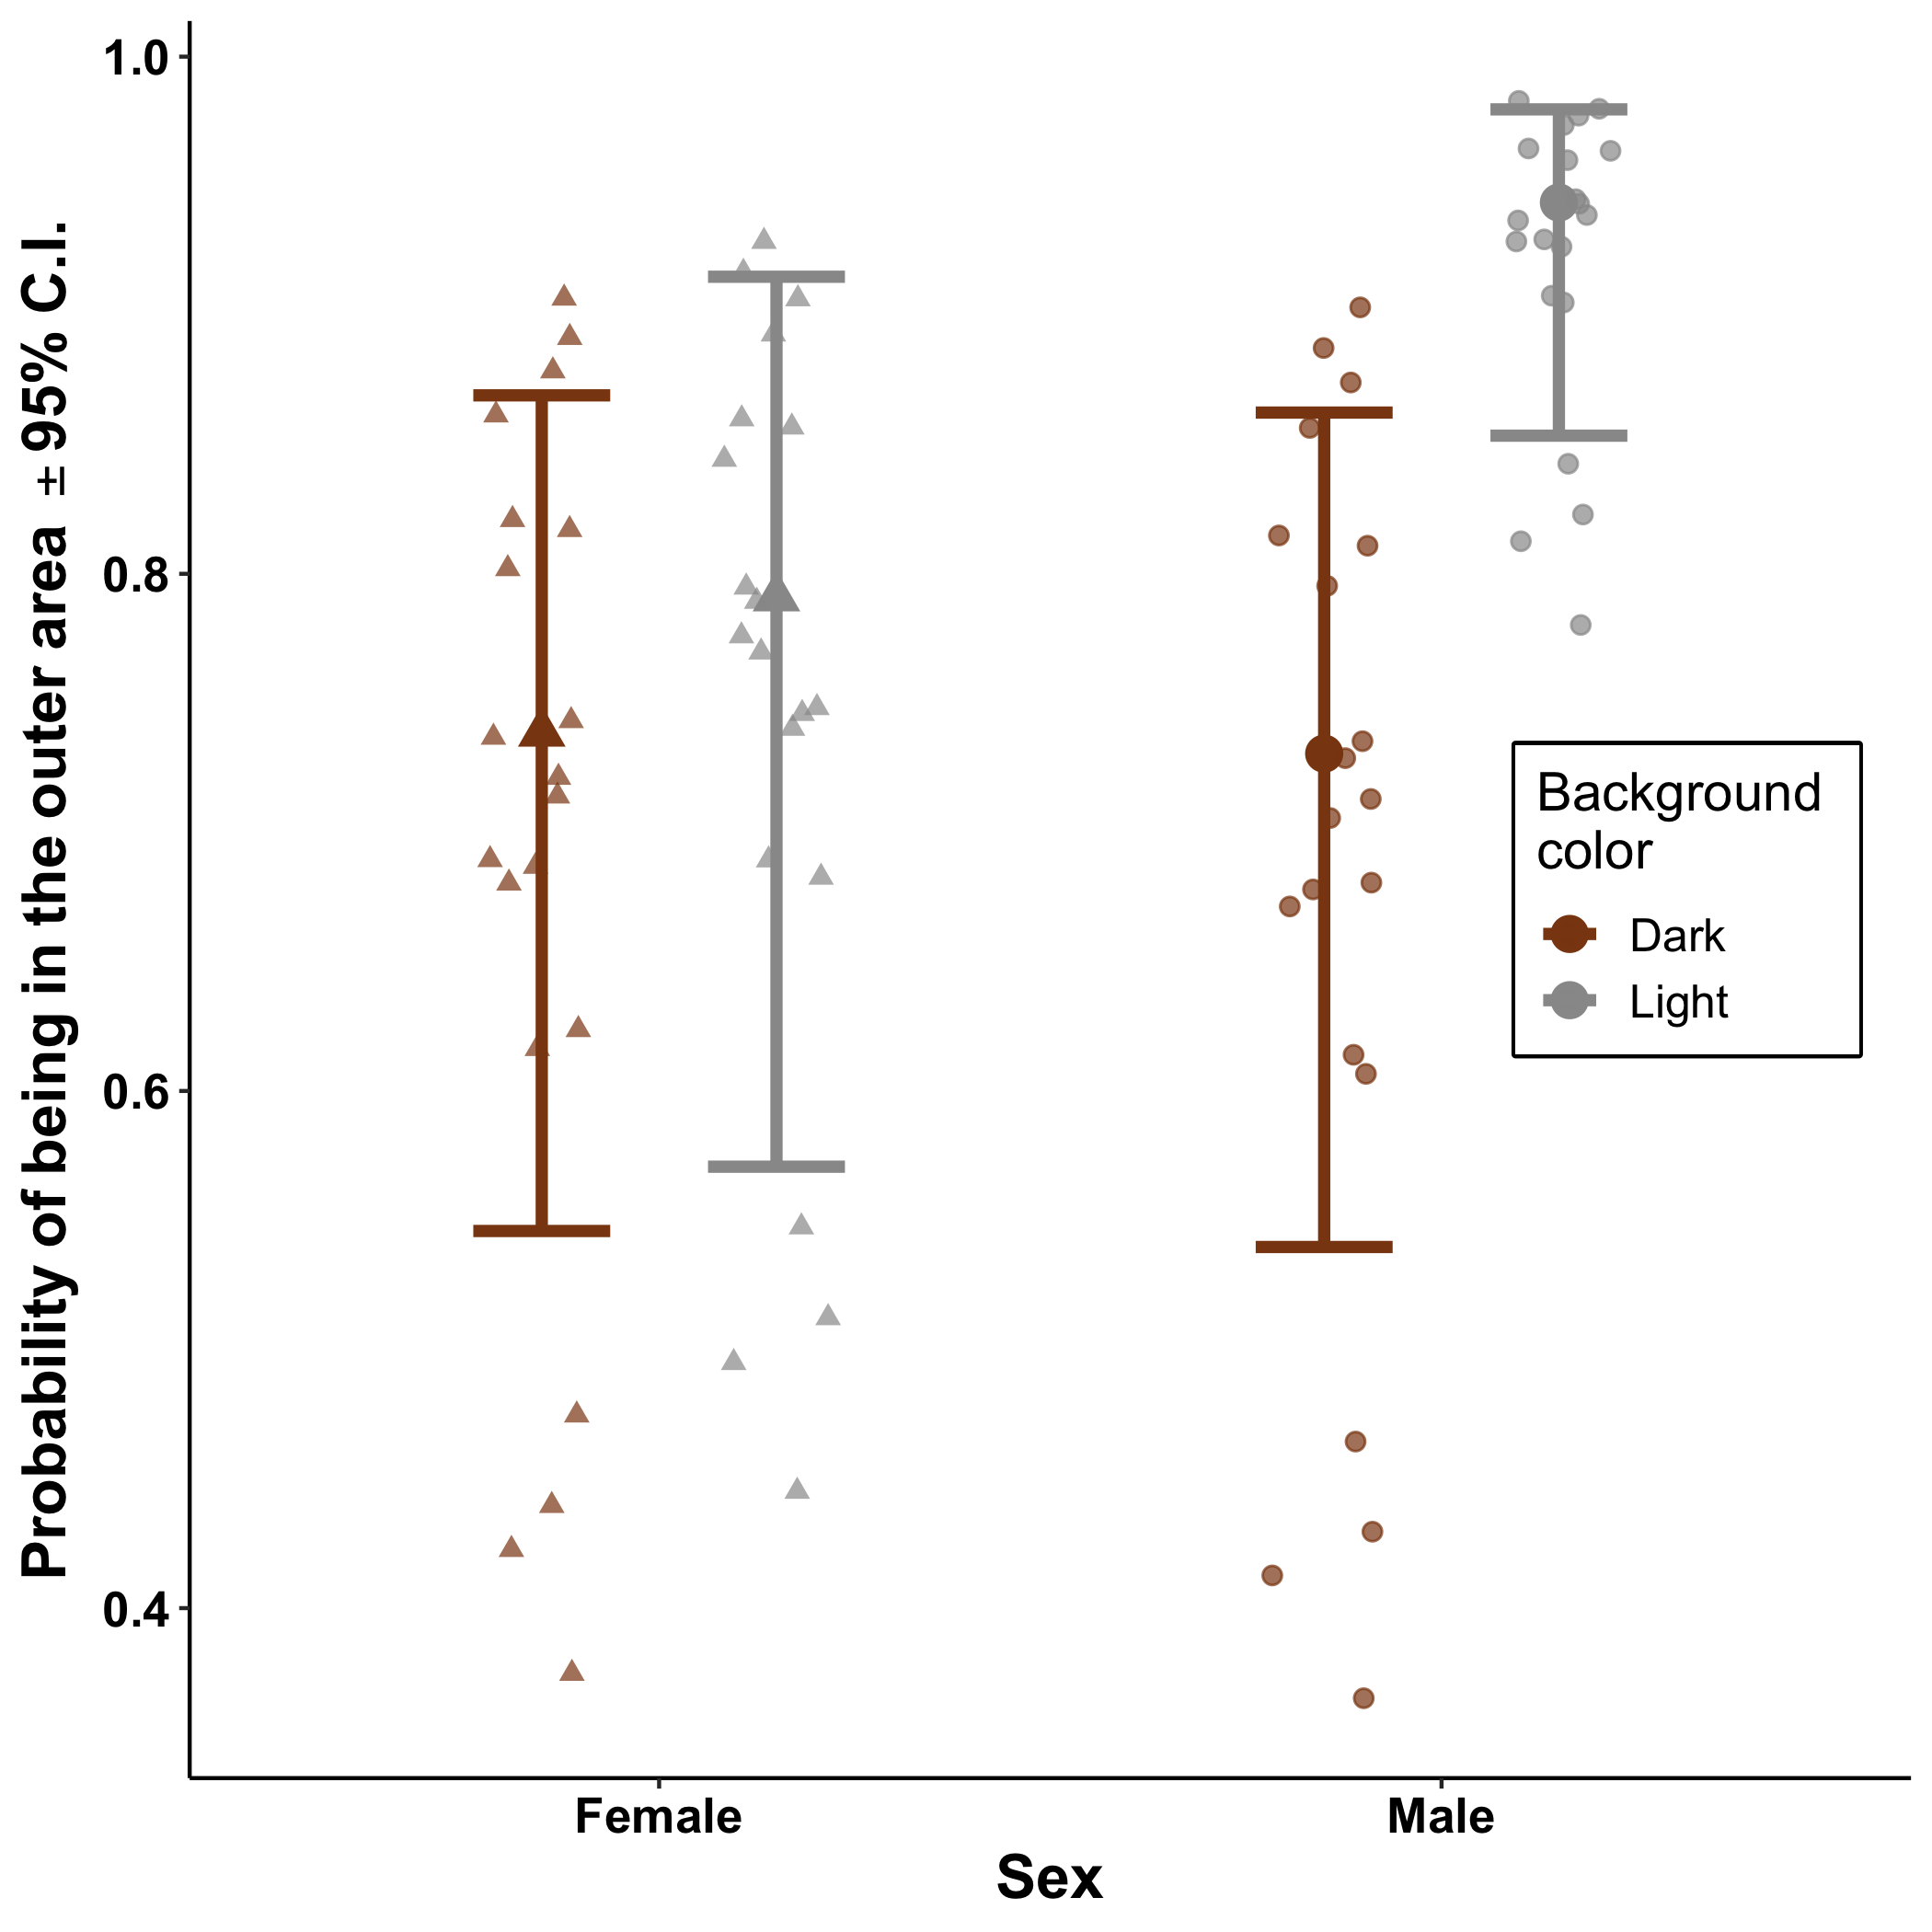 Probability of being in the outer area ± 95% C.I.
1.0
0.8
0.6
0.4
Background
color
Dark
Light
Female
Male
Sex